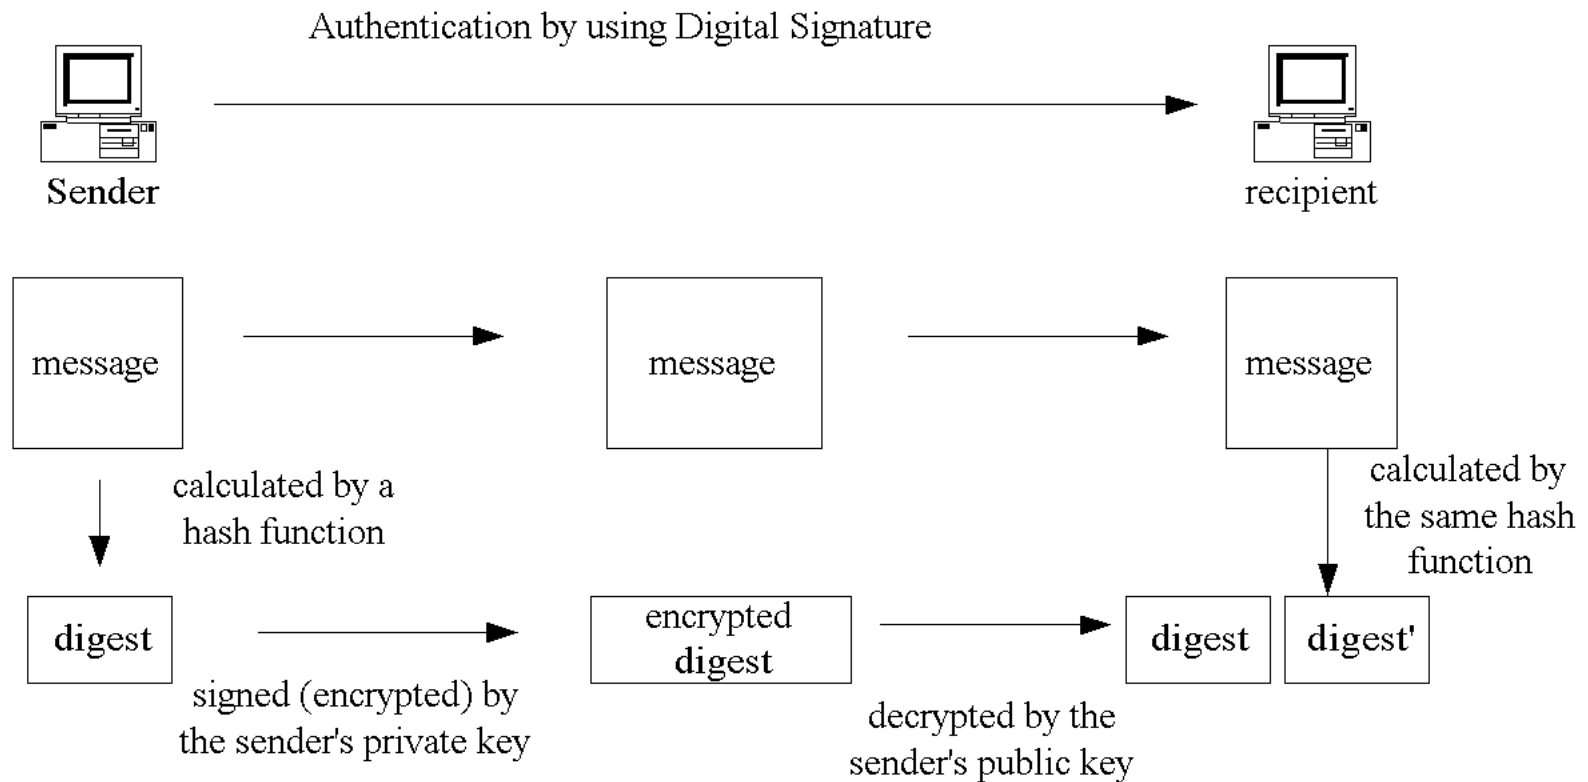 Authentication by using Digital Signature
Sender
recipient
message
message
message
calculated by a
hash function
calculated by
the same hash
function
digest
encrypted
digest
digest
digest'
signed (encrypted) by
the sender's private key
decrypted by the
sender's public key